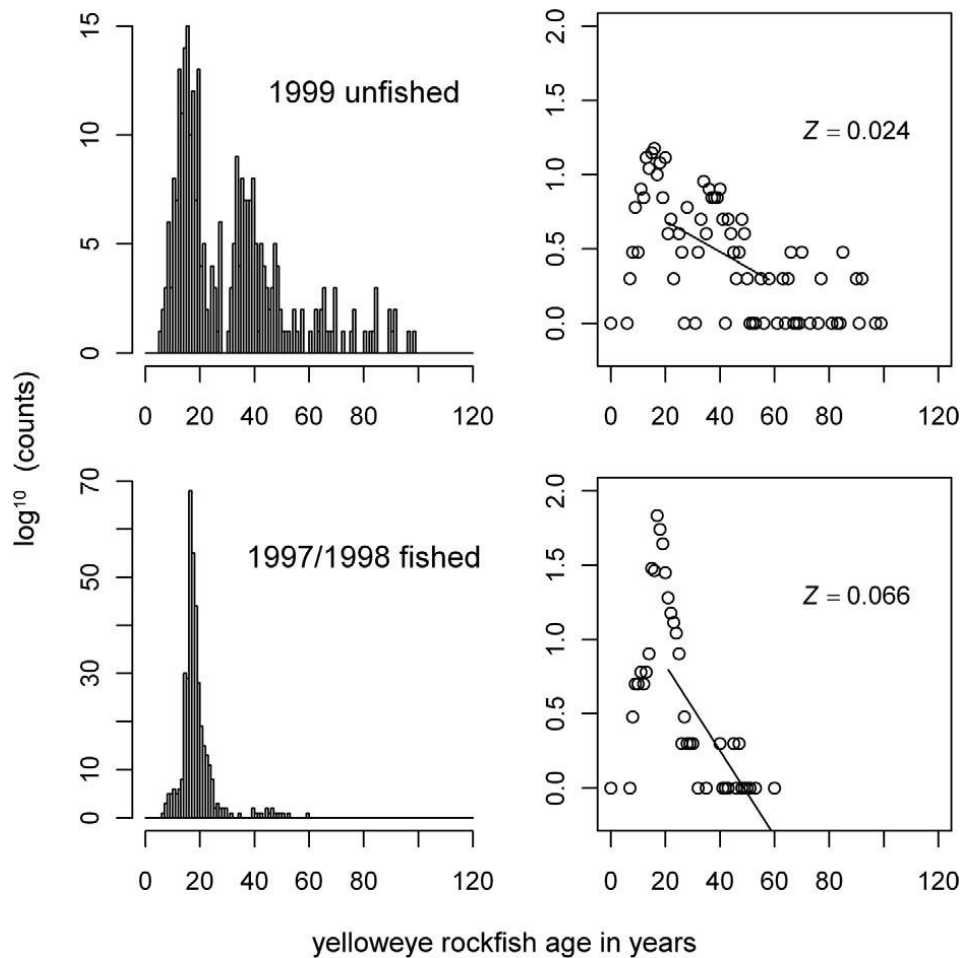 15
10
5
0
1999 unfished
0 20 40 60 80 120
2.0
1.5
1.0
0.5
0.0
Z = 0.024
0 20 40 60 80 120
log10 (counts)
70
50
30
10
0
1997/1998 fished
0 20 40 60 80 120
2.0
1.5
1.0
0.5
0.0
Z = 0.066
0 20 40 60 80 120
yelloweye rockfish age in years